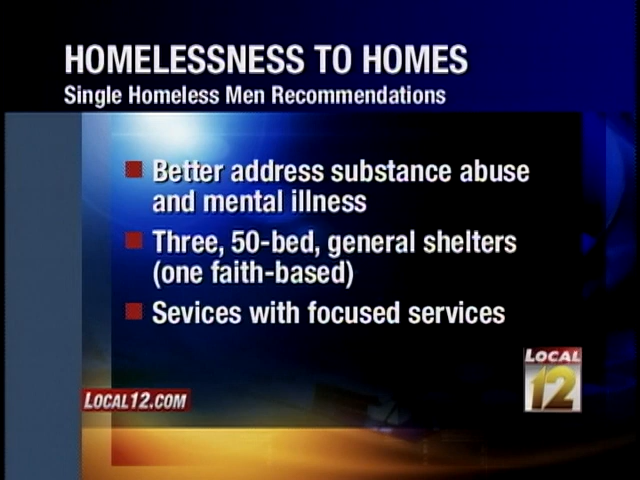 HOMELESSNESS TO HOMES
Single Homeless Men Recommendations
Better address substance abuse
and mental illness
Three, 50-bed, general shelters
(one faith-based)
Sevices with focused services
LOCAL
12
LOCAL12.COM